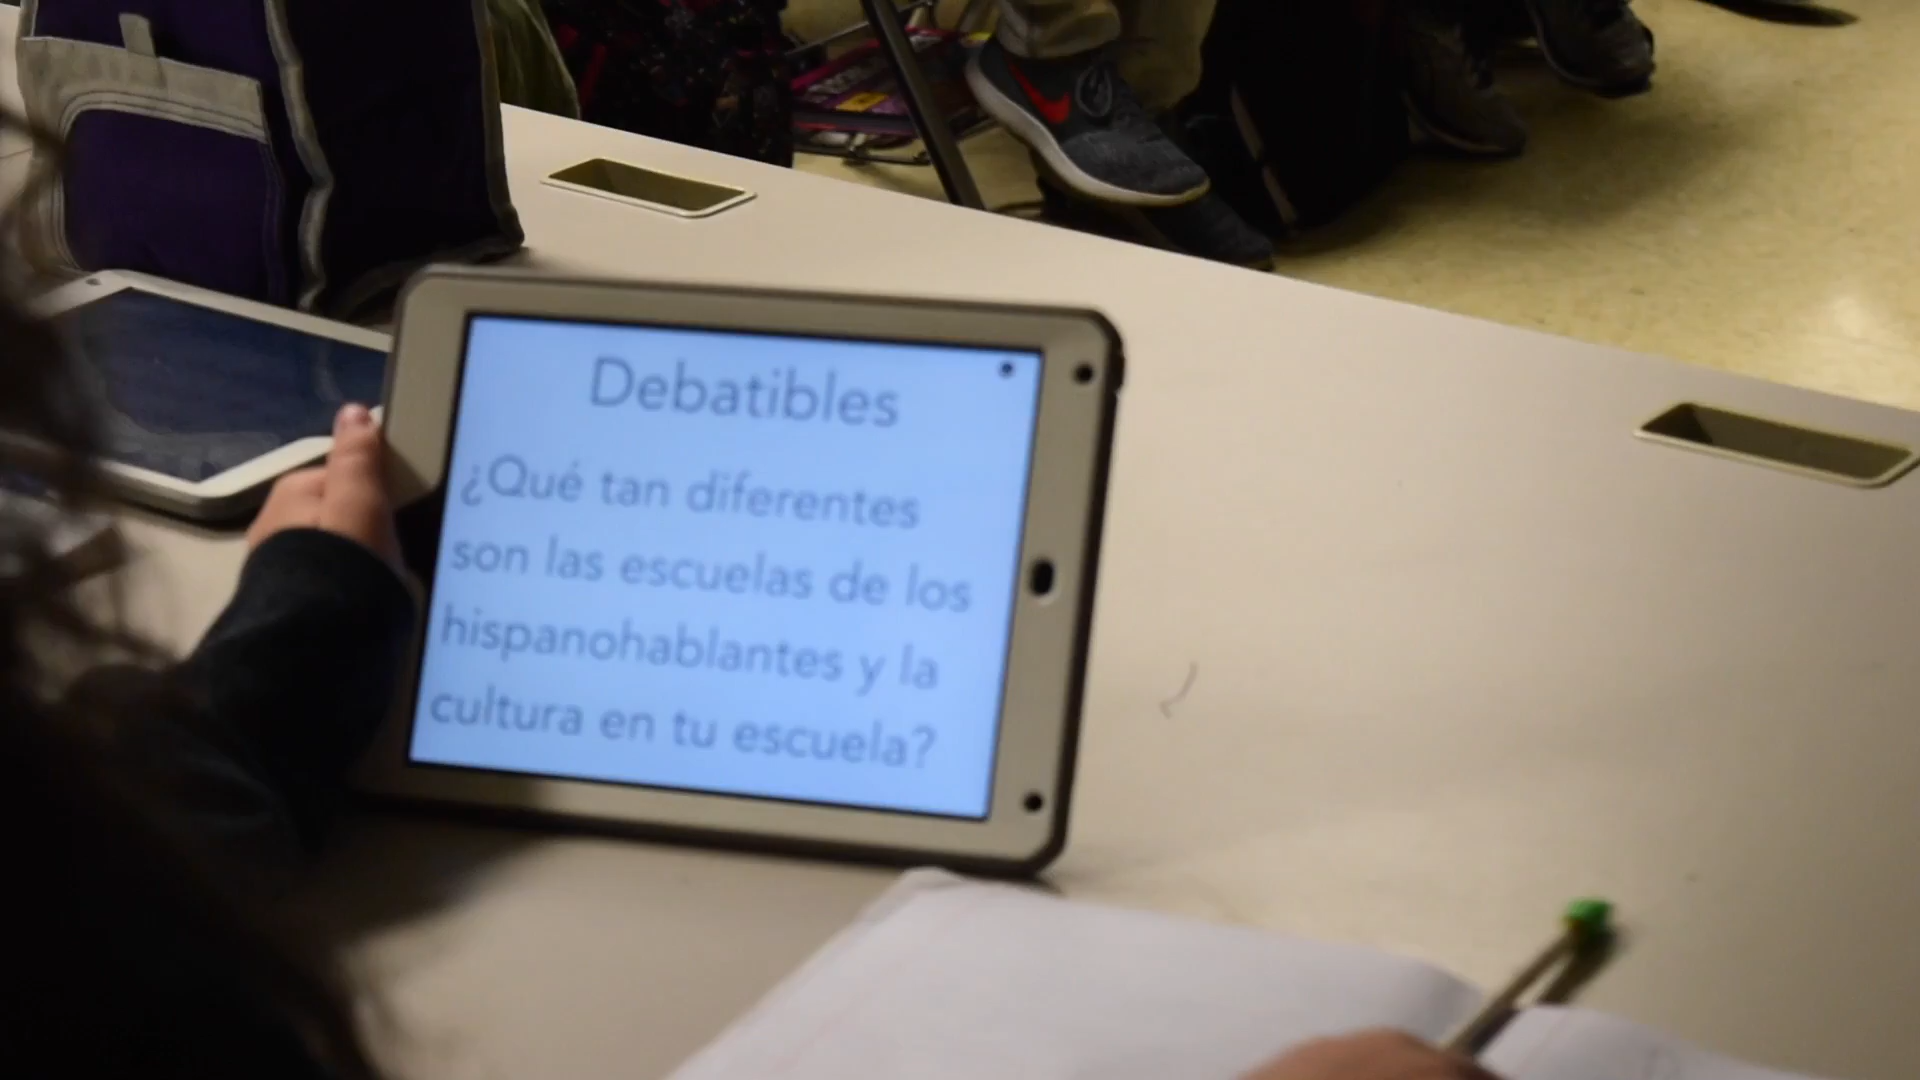 Debatibles
¿Qué tan diferentes
son las escuelas de los
hispanohablantes y la
cultura en tu escuela?